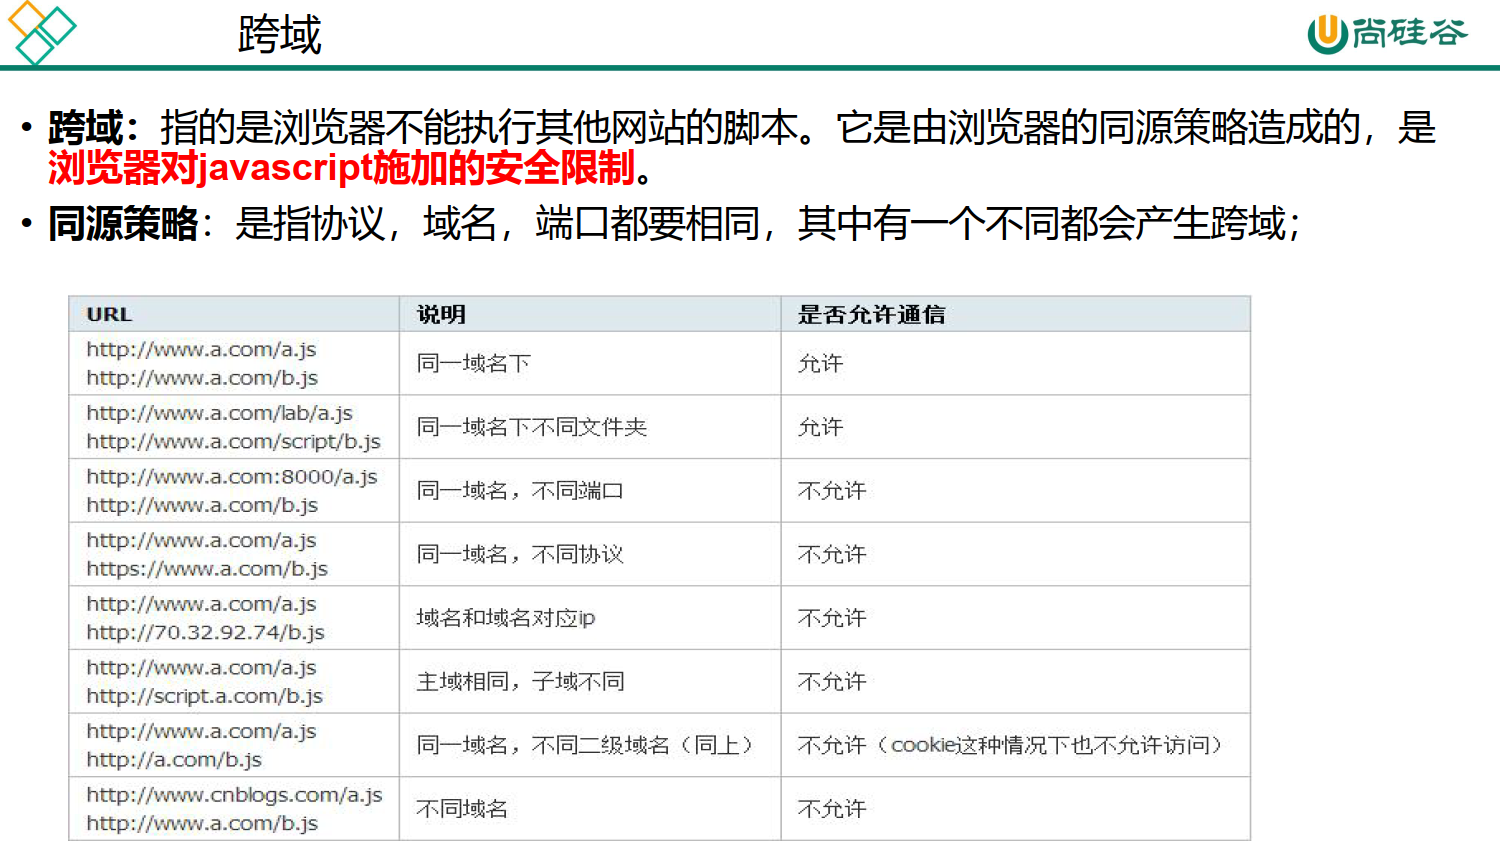 跨域
尚硅谷
• 跨域：指的是浏览器不能执行其他网站的脚本。它是由浏览器的同源策略造成的，是
浏览器对javascript施加的安全限制。
• 同源策略：是指协议，域名，端口都要相同，其中有一个不同都会产生跨域；
URL 说明 是否允许通信
http://www.a.com/a.js
http://www.a.com/b.js
同一域名下 允许
http://www.a.com/lab/a.js
http://www.a.com/script/b.js
同一域名下不同文件夹 允许
http://www.a.com:8000/a.js
http://www.a.com/b.js
同一域名，不同端口 不允许
http://www.a.com/a.js
https://www.a.com/b.js
同一域名，不同协议 不允许
http://www.a.com/a.js
http://70.32.92.74/b.js
域名和域名对应ip 不允许
http://www.a.com/a.js
http://script.a.com/b.js
主域相同，子域不同 不允许
http://www.a.com/a.js
http://a.com/b.js
同一域名，不同二级域名（同上） 不允许（cookie这种情况下也不允许访问）
http://www.cnblogs.com/a.js
http://www.a.com/b.js
不同域名 不允许